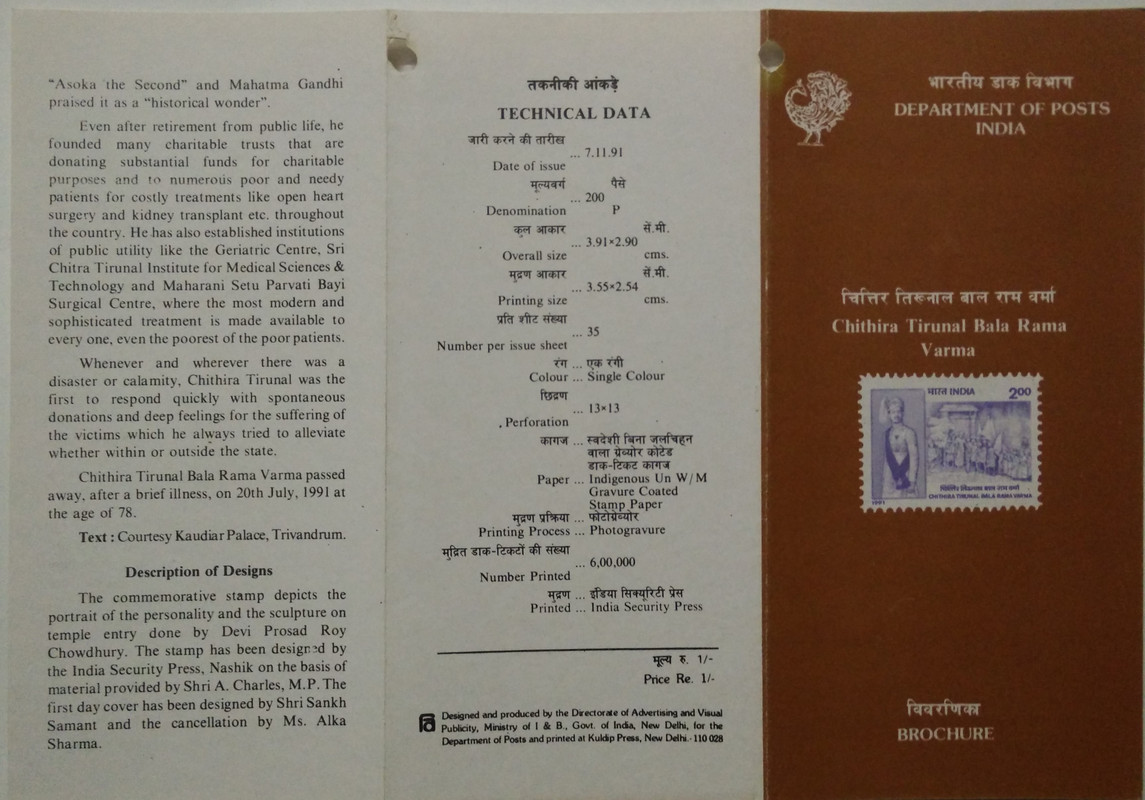 “Asoka the Second” and Mahatma Gandhi
praised it as a “historical wonder”.
Even after retirement from public life, he
founded many charitable trusts that are
donating substantial funds for charitable
purposes and to numerous poor and needy
patients for costly treatments like open heart
surgery and kidney transplant etc. throughout
the country. He has also established institutions
of public utility like the Geriatric Centre, Sri
Chitra Tirunal Institute for Medical Sciences &
Technology and Maharani Setu Parvati Bayi
Surgical Centre, where the most modern and
sophisticated treatment is made available to
every one, even the poorest of the poor patients.
Whenever and wherever there was a
disaster or calamity, Chithira Tirunal was the
first to respond quickly with spontaneous
donations and deep feelings for the suffering of
the victims which he always tried to alleviate
whether within or outside the state.
Chithira Tirunal Bala Rama Varma passed
away, after a brief illness, on 20th July, 1991 at
the age of 78.
Text : Courtesy Kaudiar Palace, Trivandrum.
Description of Designs
The commemorative stamp depicts the
portrait of the personality and the sculpture on
temple entry done by Devi Prosad Roy
Chowdhury. The stamp has been designed by
the India Security Press, Nashik on the basis of
material provided by Shri A. Charles, M.P. The
first day cover has been designed by Shri Sankh
Samant and the cancellation by Ms. Alka
Sharma.
तकनीकी आंकड़े
TECHNICAL DATA
जारी करने की तारीख
... 7.11.91
Date of issue
मूल्यवर्ग पैसे
... 200
Denomination P
कुल आकार सें.मी.
... 3.91×2.90
Overall size cms.
मुद्रण आकार सें.मी.
... 3.55×2.54
Printing size cms.
प्रति शीट संख्या
... 35
Number per issue sheet
रंग ... एक रंगी
Colour ... Single Colour
छिद्रण
... 13×13
Perforation
कागज ... स्वदेशी बिना जलचिहन
वाला ग्रेव्योर कोटेड
डाक-टिकट कागज
Paper ... Indigenous Un W/M
Gravure Coated
Stamp Paper
मुद्रण प्रक्रिया ... फोटोग्रेव्योर
Printing Process ... Photogravure
मुद्रित डाक-टिकटों की संख्या
... 6,00,000
Number Printed
मुद्रण ... इंडिया सिक्यूरिटी प्रेस
Printed ... India Security Press
मूल्य रु. 1/-
Price Re. 1/-
Designed and produced by the Directorate of Advertising and Visual
Publicity, Ministry of I & B., Govt. of India, New Delhi, for the
Department of Posts and printed at Kuldip Press, New Delhi.-110 028
भारतीय डाक विभाग
DEPARTMENT OF POSTS
INDIA
चित्तिर तिरूनाल बाल राम वर्मा
Chithira Tirunal Bala Rama
Varma
भारत INDIA 2.00
CHITHIRA TIRUNAL BALA RAMA VARMA
1991
विवरणिका
BROCHURE